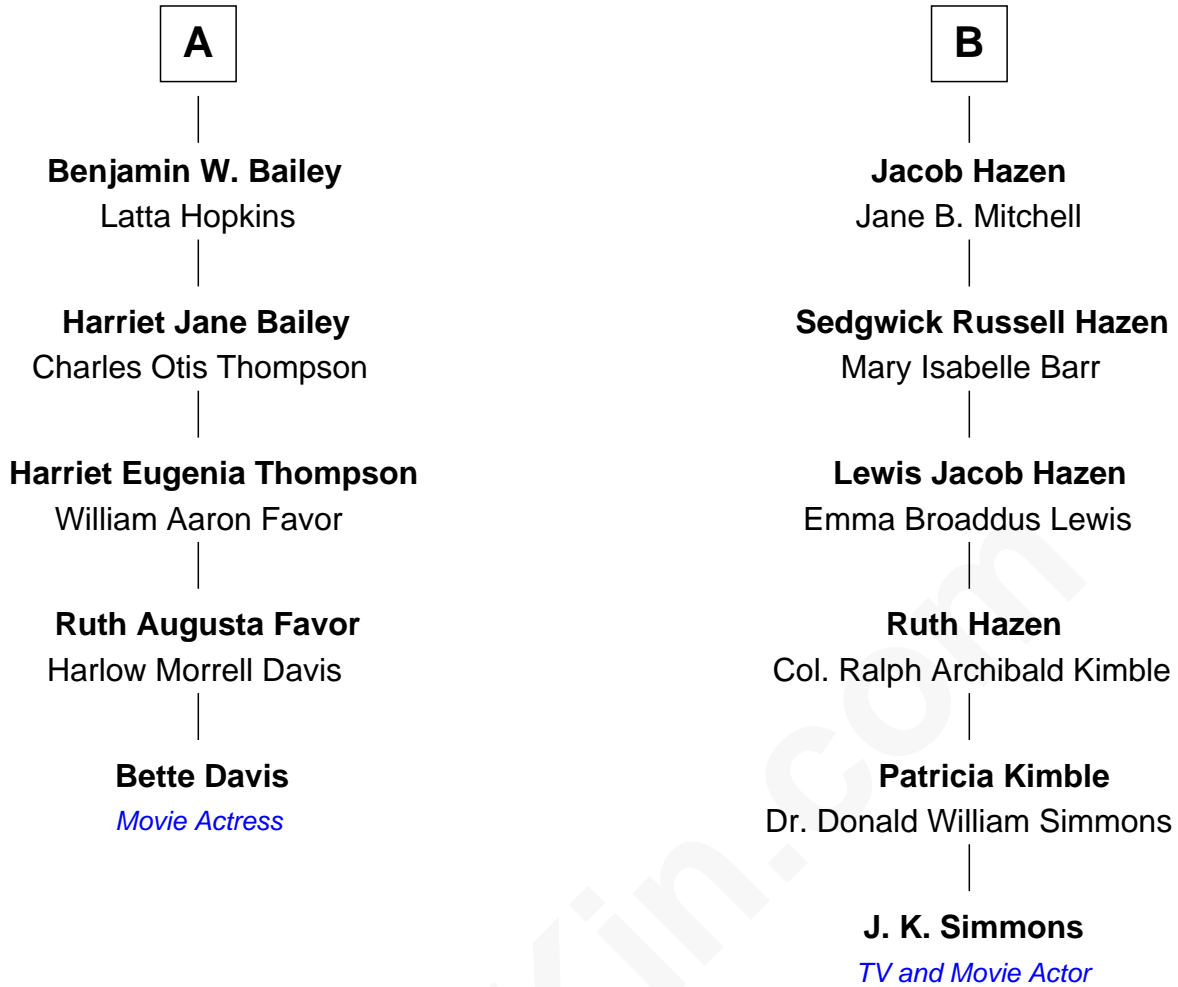 A
Benjamin W. Bailey
Latta Hopkins
Harriet Jane Bailey
Charles Otis Thompson
Harriet Eugenia Thompson
William Aaron Favor
Ruth Augusta Favor
Harlow Morrell Davis
Bette Davis
Movie Actress
B
Jacob Hazen
Jane B. Mitchell
Sedgwick Russell Hazen
Mary Isabelle Barr
Lewis Jacob Hazen
Emma Broaddus Lewis
Ruth Hazen
Col. Ralph Archibald Kimble
Patricia Kimble
Dr. Donald William Simmons
J. K. Simmons
TV and Movie Actor
Kin.com